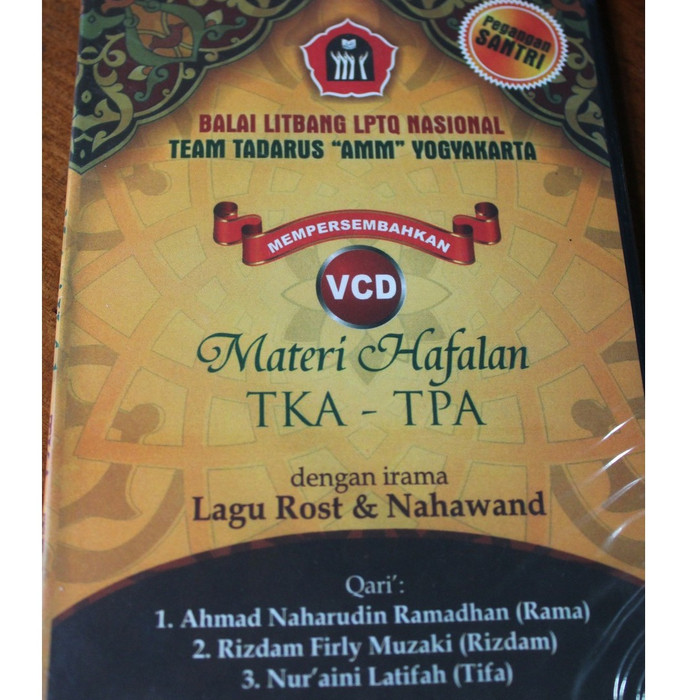 Pegangan
SANTRI
BALAI LITBANG LPTQ NASIONAL
TEAM TADARUS "AMM" YOGYAKARTA
MEMPERSEMBAHKAN
VCD
Materi Hafalan
TKA - TPA
dengan irama
Lagu Rost & Nahawand
Qari':
1. Ahmad Naharudin Ramadhan (Rama)
2. Rizdam Firly Muzaki (Rizdam)
3. Nur'aini Latifah (Tifa)